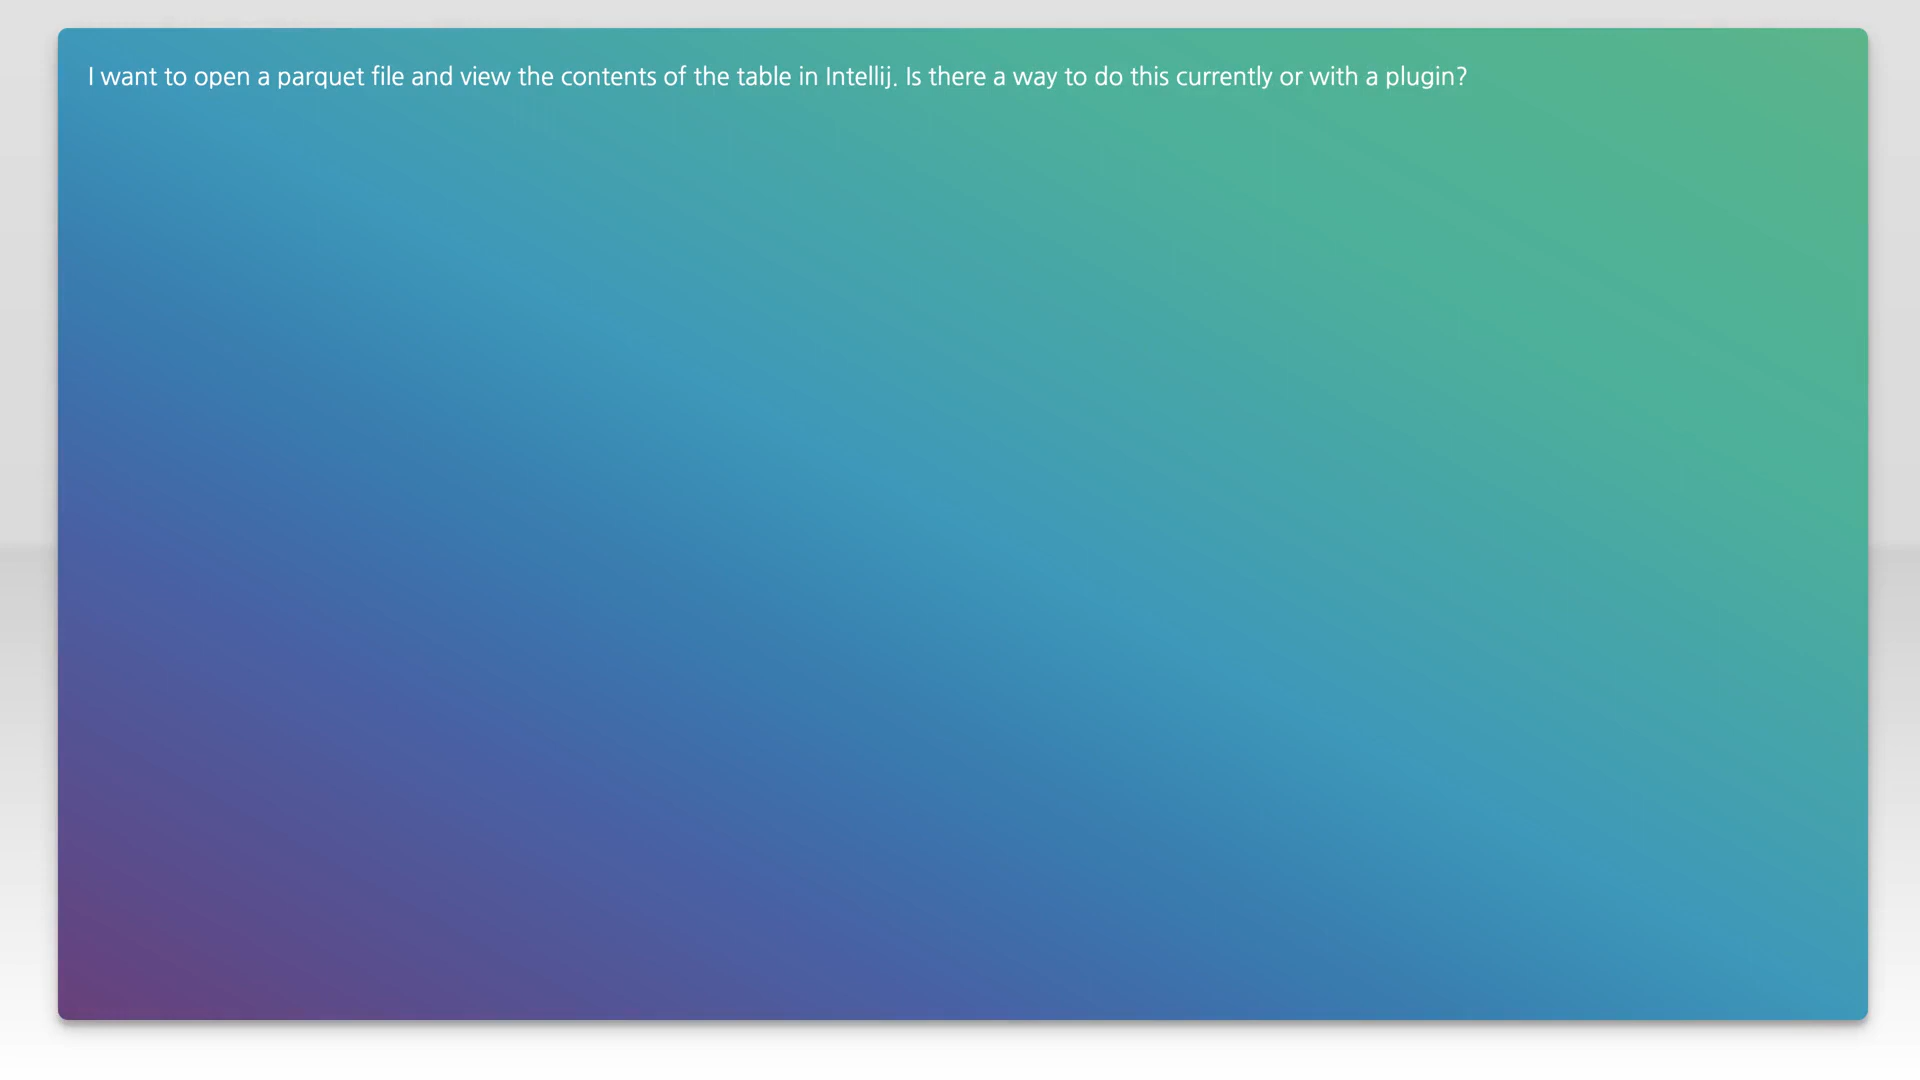 I want to open a parquet file and view the contents of the table in Intellij. Is there a way to do this currently or with a plugin?